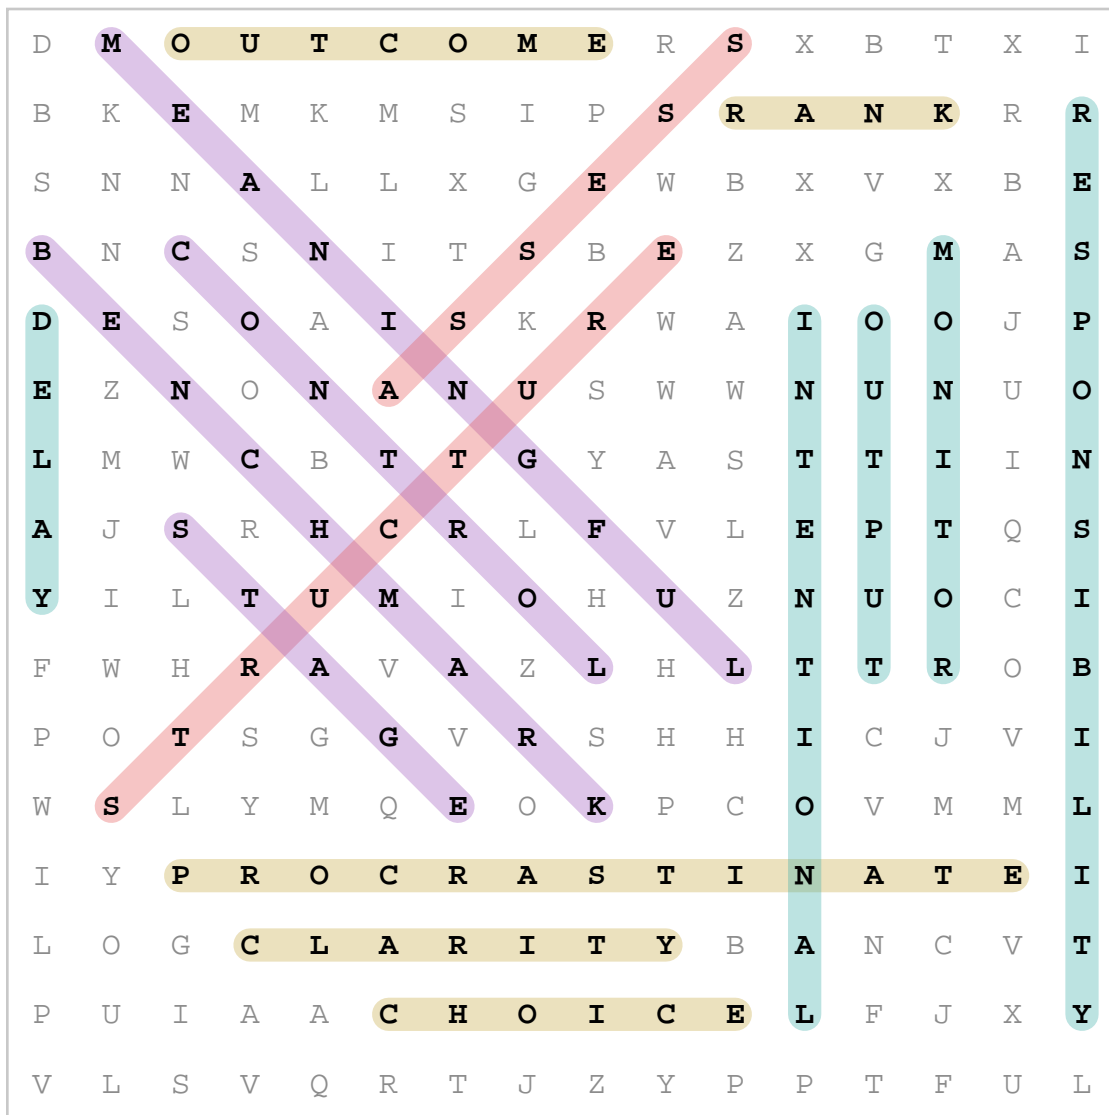 D M O U T C O M E R S X B T X I
B K E M K M S I P S R A N K R R
S N N A L L X G E W B X V X B E
B N C S N I T S B E Z X G M A S
D E S O A I S K R W A I O O J P
E Z N O N A N U S W W N U N U O
L M W C B T T G Y A S T T I I N
A J S R H C R L F V L E P T Q S
Y I L T U M I O H U Z N U O C I
F W H R A V A Z L H L T T R O B
P O T S G G V R S H H I C J V I
W S L Y M Q E O K P C O V M M L
I Y P R O C R A S T I N A T E I
L O G C L A R I T Y B A N C V T
P U I A A C H O I C E L F J X Y
V L S V Q R T J Z Y P P T F U L